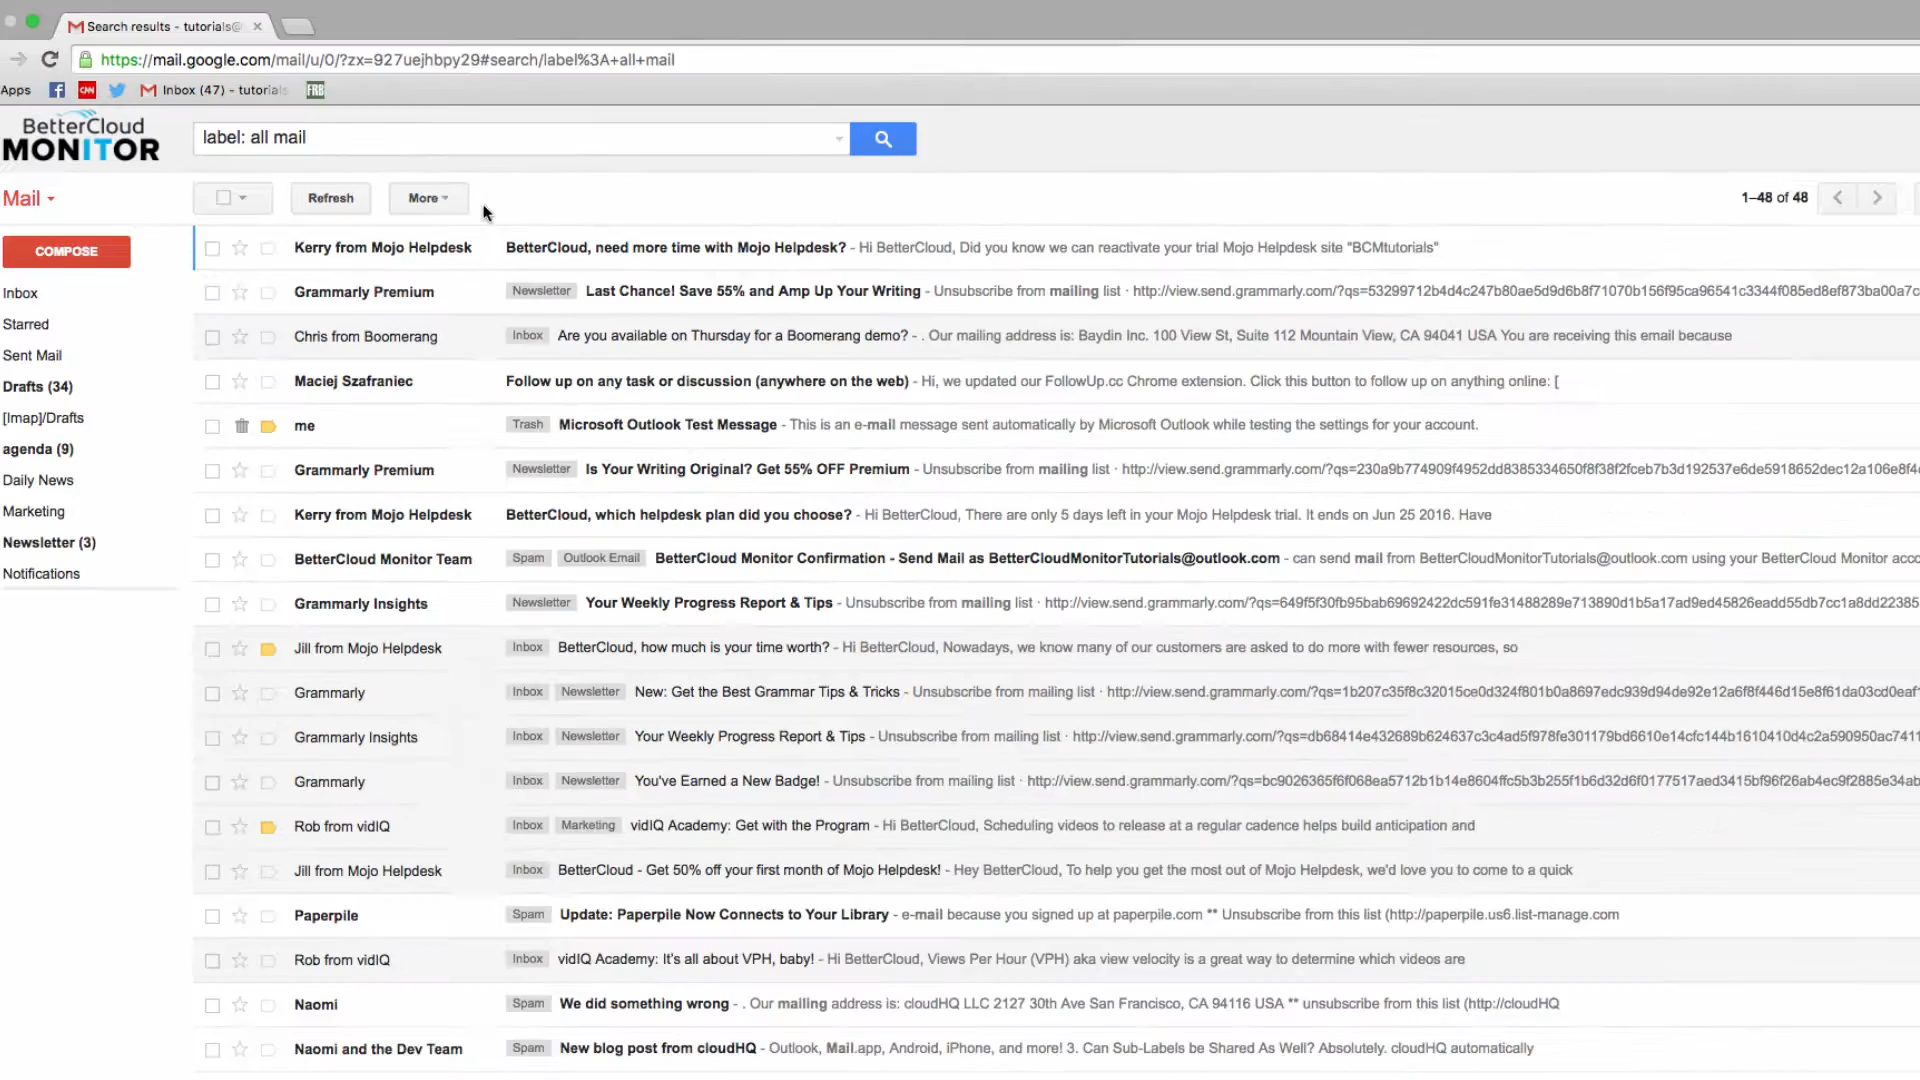 Search results - tutorials@
https://mail.google.com/mail/u/0/?zx=927uejhbpy29#search/label%3A+all+mail
Apps CNN Inbox (47) - tutorials FRB
BetterCloud
MONITOR
label: all mail
Mail Refresh More 1–48 of 48
COMPOSE
Inbox
Starred
Sent Mail
Drafts (34)
[Imap]/Drafts
agenda (9)
Daily News
Marketing
Newsletter (3)
Notifications
Kerry from Mojo Helpdesk BetterCloud, need more time with Mojo Helpdesk? - Hi BetterCloud, Did you know we can reactivate your trial Mojo Helpdesk site "BCMtutorials"
Grammarly Premium Newsletter Last Chance! Save 55% and Amp Up Your Writing - Unsubscribe from mailing list · http://view.send.grammarly.com/?qs=53299712b4d4c247b80ae5d9d6b8f71070b156f95ca96541c3344f085ed8ef873ba00a7c
Chris from Boomerang Inbox Are you available on Thursday for a Boomerang demo? - . Our mailing address is: Baydin Inc. 100 View St, Suite 112 Mountain View, CA 94041 USA You are receiving this email because
Maciej Szafraniec Follow up on any task or discussion (anywhere on the web) - Hi, we updated our FollowUp.cc Chrome extension. Click this button to follow up on anything online: [
me Trash Microsoft Outlook Test Message - This is an e-mail message sent automatically by Microsoft Outlook while testing the settings for your account.
Grammarly Premium Newsletter Is Your Writing Original? Get 55% OFF Premium - Unsubscribe from mailing list · http://view.send.grammarly.com/?qs=230a9b774909f4952dd8385334650f8f38f2fceb7b3d192537e6de5918652dec12a106e8f4
Kerry from Mojo Helpdesk BetterCloud, which helpdesk plan did you choose? - Hi BetterCloud, There are only 5 days left in your Mojo Helpdesk trial. It ends on Jun 25 2016. Have
BetterCloud Monitor Team Spam Outlook Email BetterCloud Monitor Confirmation - Send Mail as BetterCloudMonitorTutorials@outlook.com - can send mail from BetterCloudMonitorTutorials@outlook.com using your BetterCloud Monitor acco
Grammarly Insights Newsletter Your Weekly Progress Report & Tips - Unsubscribe from mailing list · http://view.send.grammarly.com/?qs=649f5f30fb95bab69692422dc591fe31488289e713890d1b5a17ad9ed45826eadd55db7cc1a8dd22385
Jill from Mojo Helpdesk Inbox BetterCloud, how much is your time worth? - Hi BetterCloud, Nowadays, we know many of our customers are asked to do more with fewer resources, so
Grammarly Inbox Newsletter New: Get the Best Grammar Tips & Tricks - Unsubscribe from mailing list · http://view.send.grammarly.com/?qs=1b207c35f8c32015ce0d324f801b0a8697edc939d94de92e12a6f8f446d15e8f61da03cd0eaf
Grammarly Insights Inbox Newsletter Your Weekly Progress Report & Tips - Unsubscribe from mailing list · http://view.send.grammarly.com/?qs=db68414e432689b624637c3c4ad5f978fe301179bd6610e14cfc144b1610410d4c2a590950ac7411
Grammarly Inbox Newsletter You've Earned a New Badge! - Unsubscribe from mailing list · http://view.send.grammarly.com/?qs=bc9026365f6f068ea5712b1b14e8604ffc5b3b255f1b6d32d6f0177517aed3415bf96f26ab4ec9f2885e34ab
Rob from vidIQ Inbox Marketing vidIQ Academy: Get with the Program - Hi BetterCloud, Scheduling videos to release at a regular cadence helps build anticipation and
Jill from Mojo Helpdesk Inbox BetterCloud - Get 50% off your first month of Mojo Helpdesk! - Hey BetterCloud, To help you get the most out of Mojo Helpdesk, we'd love you to come to a quick
Paperpile Spam Update: Paperpile Now Connects to Your Library - e-mail because you signed up at paperpile.com ** Unsubscribe from this list (http://paperpile.us6.list-manage.com
Rob from vidIQ Inbox vidIQ Academy: It's all about VPH, baby! - Hi BetterCloud, Views Per Hour (VPH) aka view velocity is a great way to determine which videos are
Naomi Spam We did something wrong - . Our mailing address is: cloudHQ LLC 2127 30th Ave San Francisco, CA 94116 USA ** unsubscribe from this list (http://cloudHQ
Naomi and the Dev Team Spam New blog post from cloudHQ - Outlook, Mail.app, Android, iPhone, and more! 3. Can Sub-Labels be Shared As Well? Absolutely. cloudHQ automatically